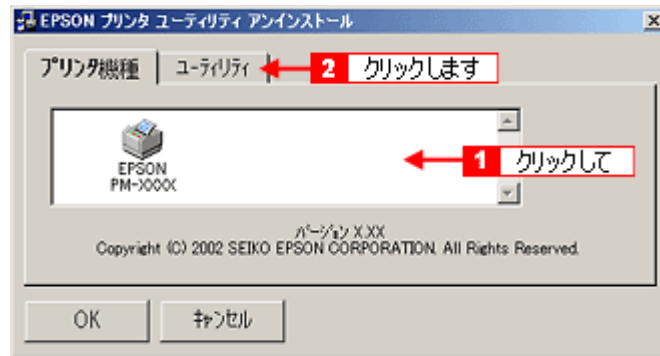 EPSON プリンタ ユーティリティ アンインストール
プリンタ機種
ユーティリティ
2 クリックします
1 クリックして
EPSON
PM-XXXX
バージョン X.XX
Copyright (C) 2002 SEIKO EPSON CORPORATION. All Rights Reserved.
OK
キャンセル